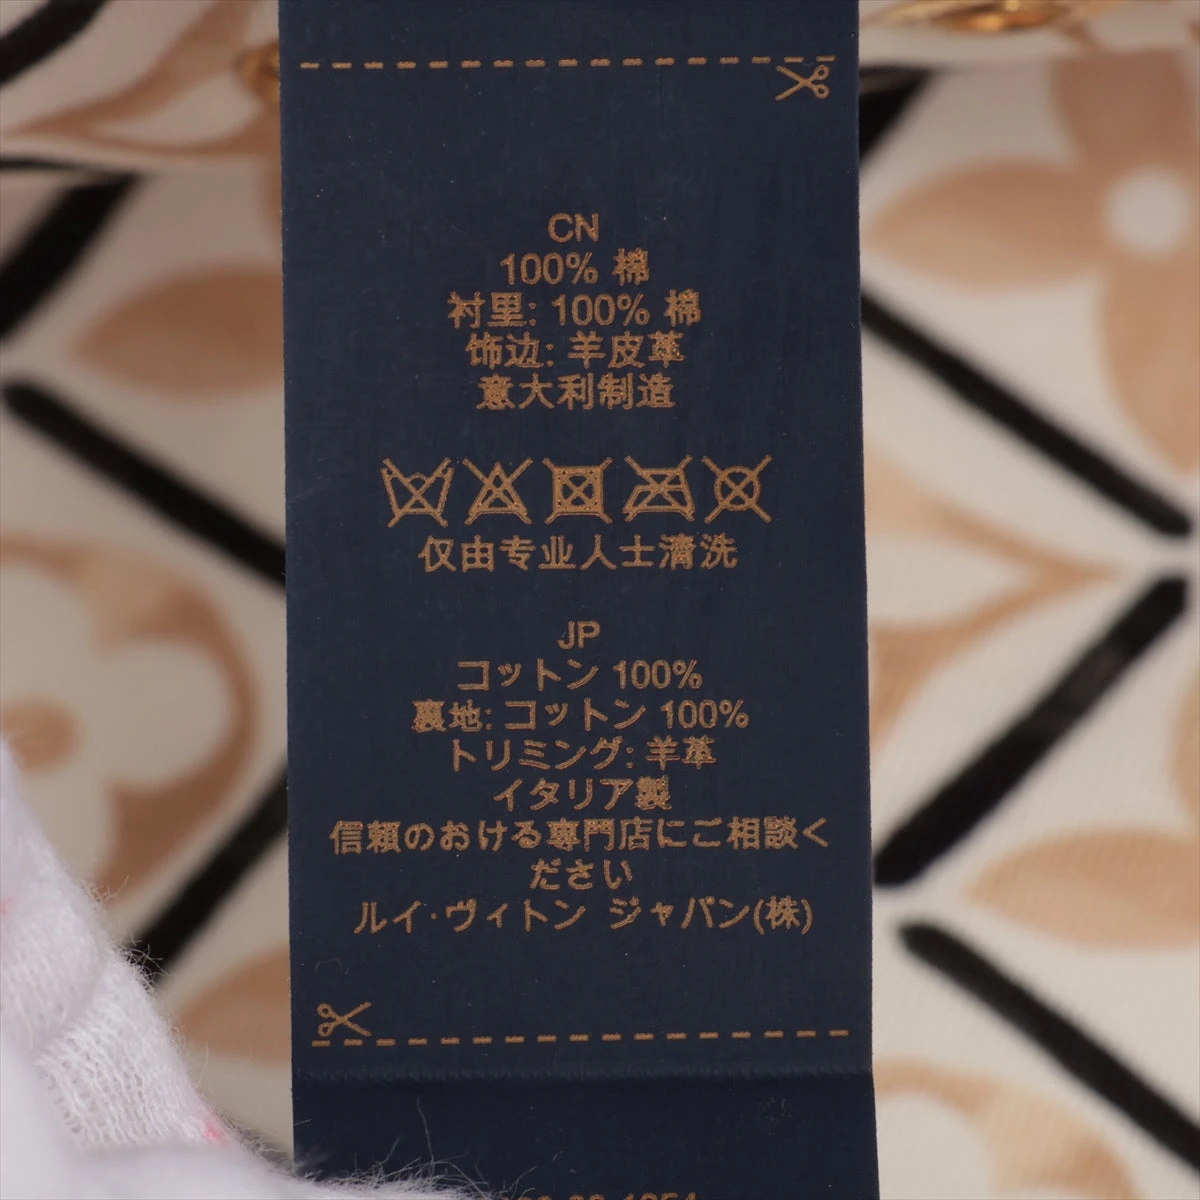 CN
100% 棉
衬里: 100% 棉
饰边: 羊皮革
意大利制造
仅由专业人士清洗
JP
コットン 100%
裏地: コットン 100%
トリミング: 羊革
イタリア製
信頼のおける専門店にご相談く
ださい
ルイ·ヴィトン ジャパン(株)